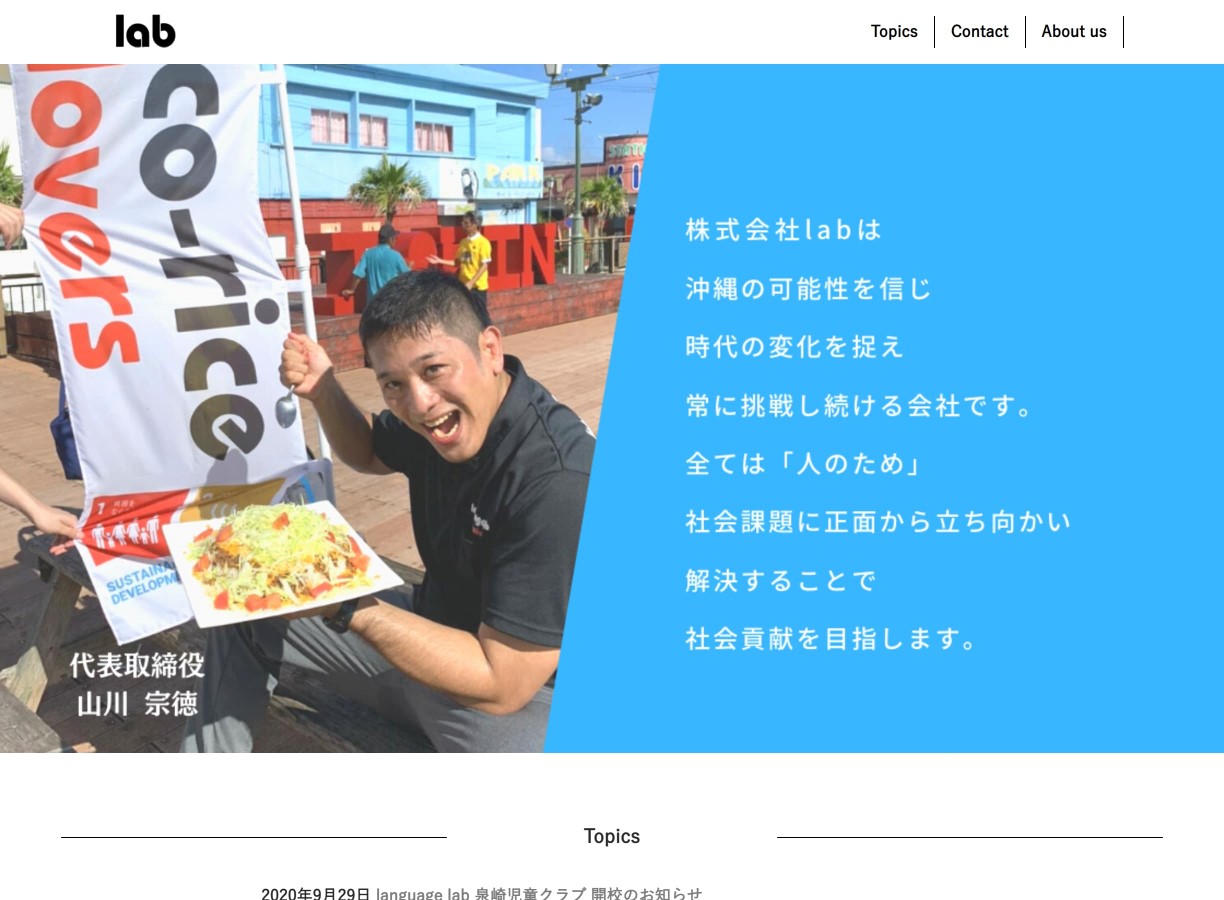 lab
Topics
Contact
About us
lovers
co-rice
PARK
1
SUSTAINA
DEVELOPM
代表取締役
山川 宗徳
株式会社labは
沖縄の可能性を信じ
時代の変化を捉え
常に挑戦し続ける会社です。
全ては「人のため」
社会課題に正面から立ち向かい
解決することで
社会貢献を目指します。
Topics
2020年9月29日 language lab 泉崎児童クラブ 開校のお知らせ